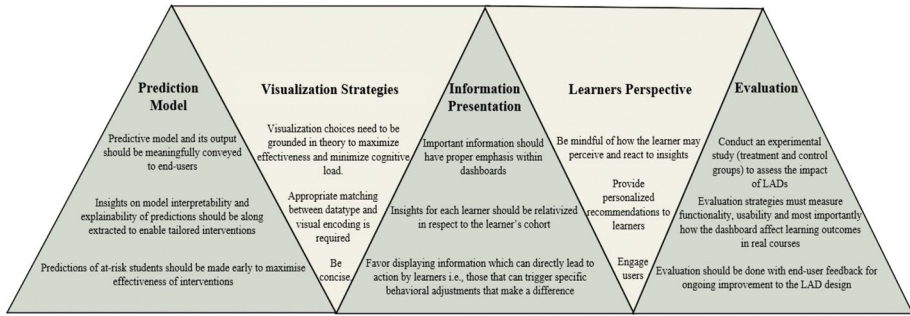 Prediction
Model
Predictive model and its output
should be meaningfully conveyed
to end-users
Insights on model interpretability and
explainability of predictions should be along
extracted to enable tailored interventions
Predictions of at-risk students should be made early to maximise
effectiveness of interventions
Visualization Strategies
Visualization choices need to be
grounded in theory to maximize
effectiveness and minimize cognitive
load.
Appropriate matching
between datatype and
visual encoding is
required
Be
concise
Information
Presentation
Important information should
have proper emphasis within
dashboards
Insights for each learner should be relativized
in respect to the learner's cohort
Favor displaying information which can directly lead to
action by learners i.e., those that can trigger specific
behavioral adjustments that make a difference
Learners Perspective
Be mindful of how the learner may
perceive and react to insights
Provide
personalized
recommendations to
learners
Engage
users
Evaluation
Conduct an experimental
study (treatment and control
groups) to assess the impact
of LADs
Evaluation strategies must measure
functionality, usability and most importantly
how the dashboard affect learning outcomes
in real courses
Evaluation should be done with end-user feedback for
ongoing improvement to the LAD design